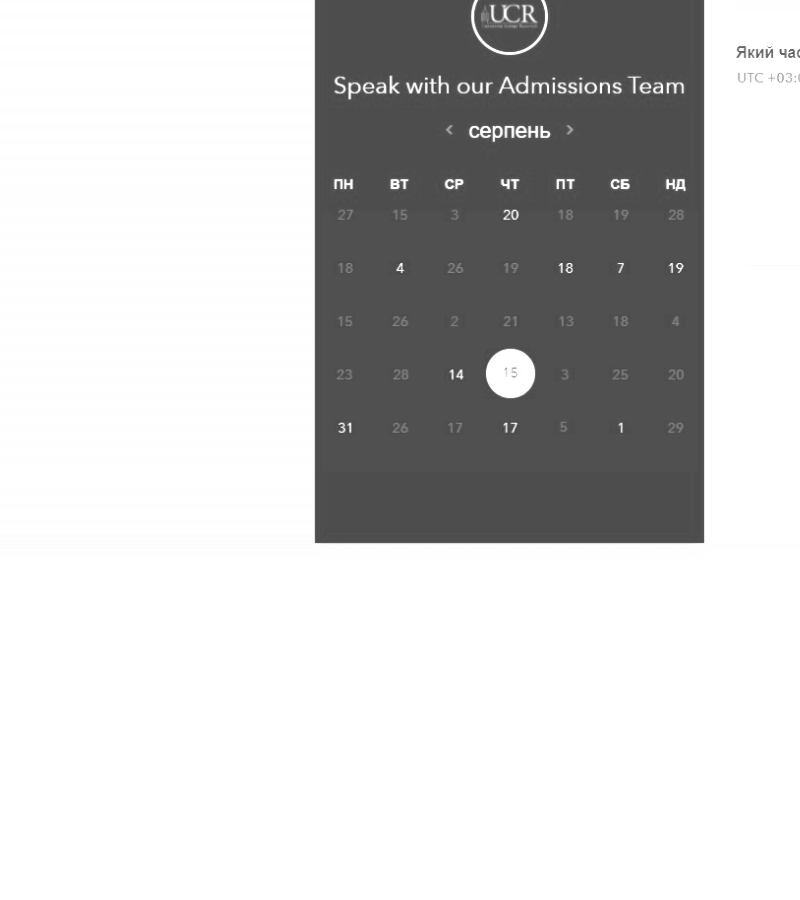 UCR
Який час
UTC +03:0
Speak with our Admissions Team
< серпень >
ПН ВТ СР ЧТ ПТ СБ НД
27 15 3 20 18 19 28
18 4 26 19 18 7 19
15 26 2 21 13 18 4
23 28 14 15 3 25 20
31 26 17 17 5 1 29